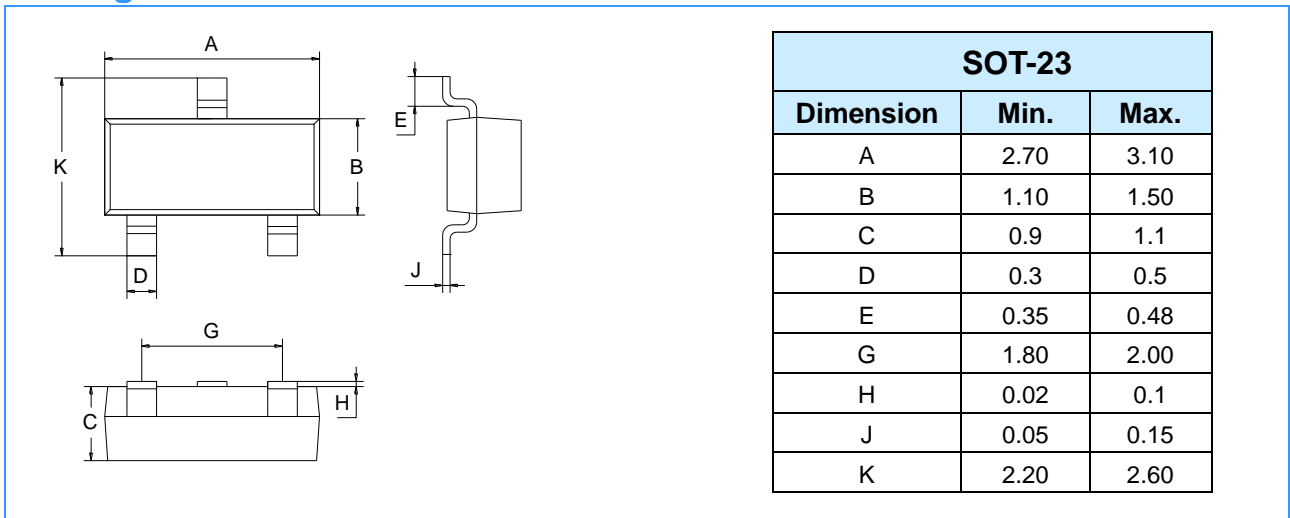 A
K
B
D
E
J
G
C
H
SOT-23
Dimension Min. Max.
A 2.70 3.10
B 1.10 1.50
C 0.9 1.1
D 0.3 0.5
E 0.35 0.48
G 1.80 2.00
H 0.02 0.1
J 0.05 0.15
K 2.20 2.60